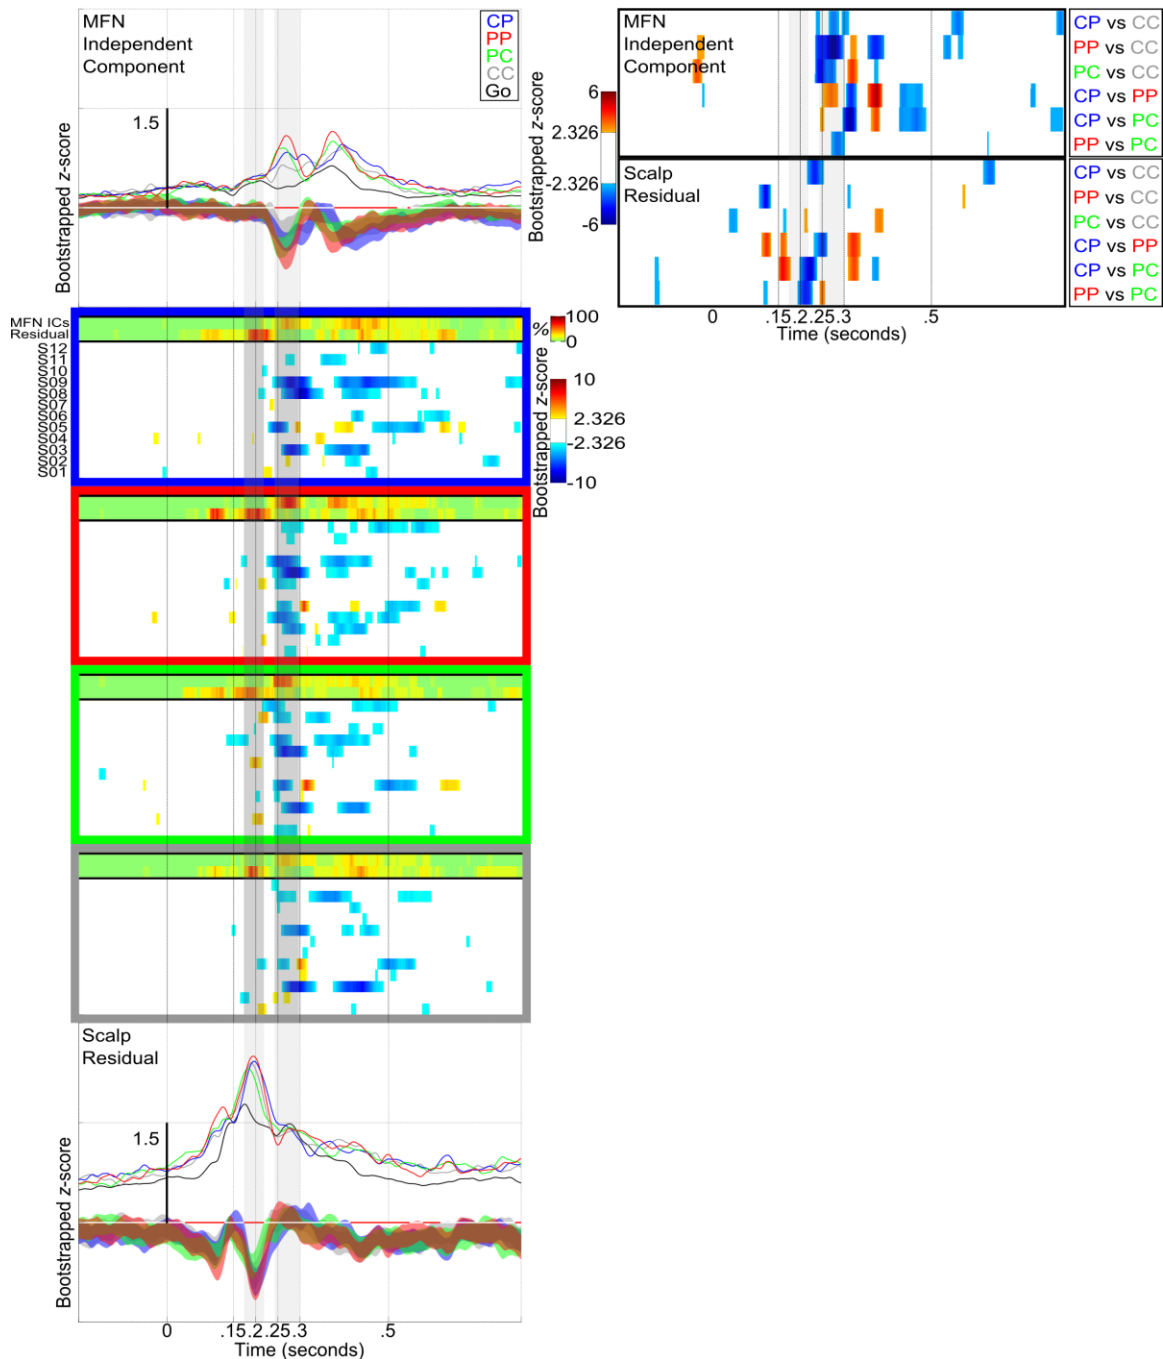 MFN
Independent
Component
CP
PP
PC
CC
Go
1.5
Bootstrapped z-score
MFN ICs
Residual
S12
S11
S10
S09
S08
S07
S06
S05
S04
S03
S02
S01
%
100
0
Bootstrapped z-score
10
2.326
-2.326
-10
Scalp
Residual
1.5
Bootstrapped z-score
0
.15
.2
.25
.3
.5
Time (seconds)
Bootstrapped z-score
6
2.326
-2.326
-6
MFN
Independent
Component
CP vs CC
PP vs CC
PC vs CC
CP vs PP
CP vs PC
PP vs PC
Scalp
Residual
CP vs CC
PP vs CC
PC vs CC
CP vs PP
CP vs PC
PP vs PC
0
.15
.2
.25
.3
.5
Time (seconds)